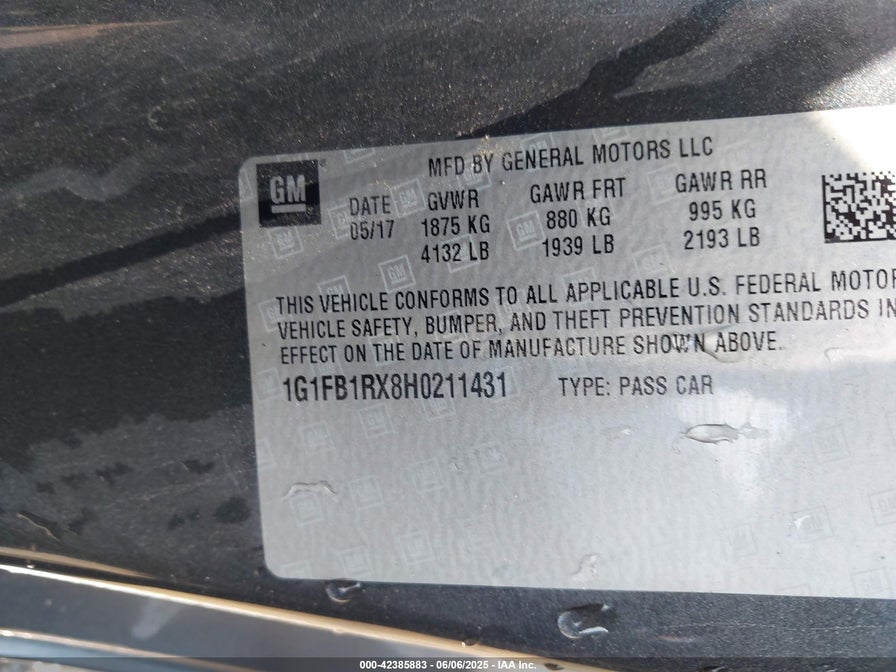 MFD BY GENERAL MOTORS LLC
GM
DATE GVWR GAWR FRT GAWR RR
05/17 1875 KG 880 KG 995 KG
4132 LB 1939 LB 2193 LB
THIS VEHICLE CONFORMS TO ALL APPLICABLE U.S. FEDERAL MOTOR
VEHICLE SAFETY, BUMPER, AND THEFT PREVENTION STANDARDS IN
EFFECT ON THE DATE OF MANUFACTURE SHOWN ABOVE.
1G1FB1RX8H0211431 TYPE: PASS CAR
000-42385883 - 06/06/2025 - IAA Inc.